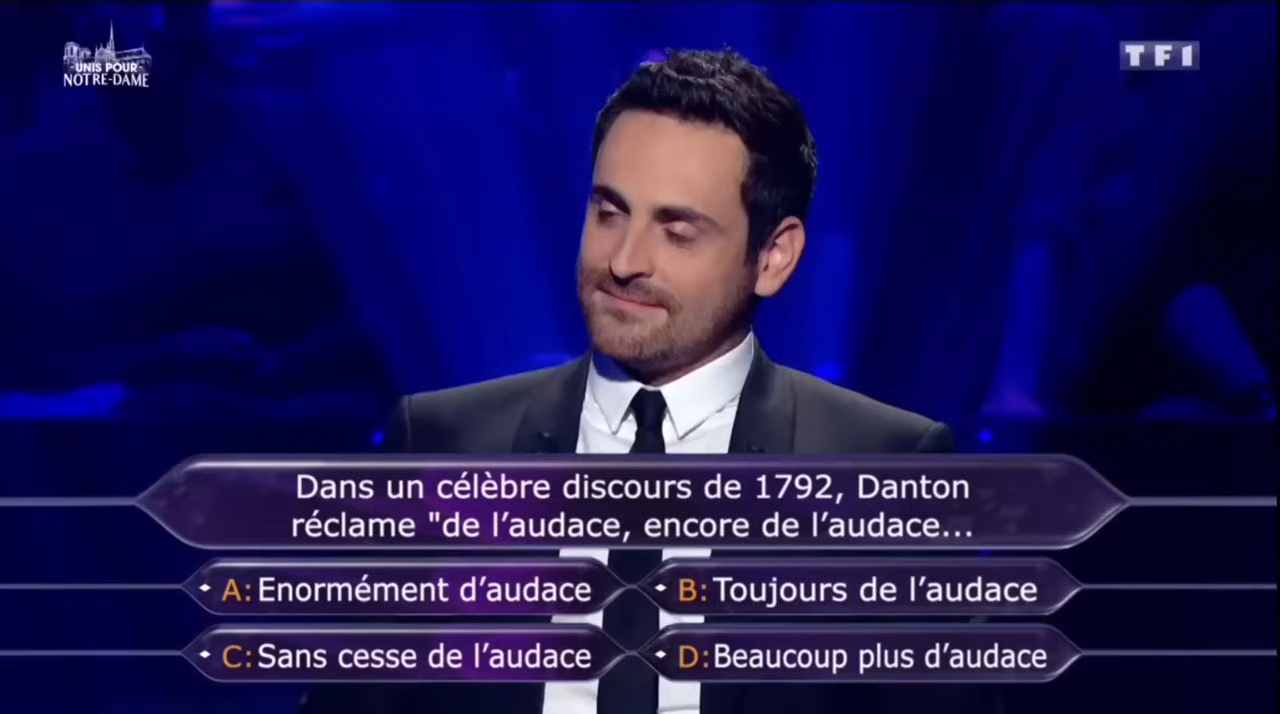 UNIS POUR
NOTRE-DAME
TF1
Dans un célèbre discours de 1792, Danton
réclame "de l’audace, encore de l’audace...
A: Enormément d’audace
B: Toujours de l’audace
C: Sans cesse de l’audace
D: Beaucoup plus d’audace